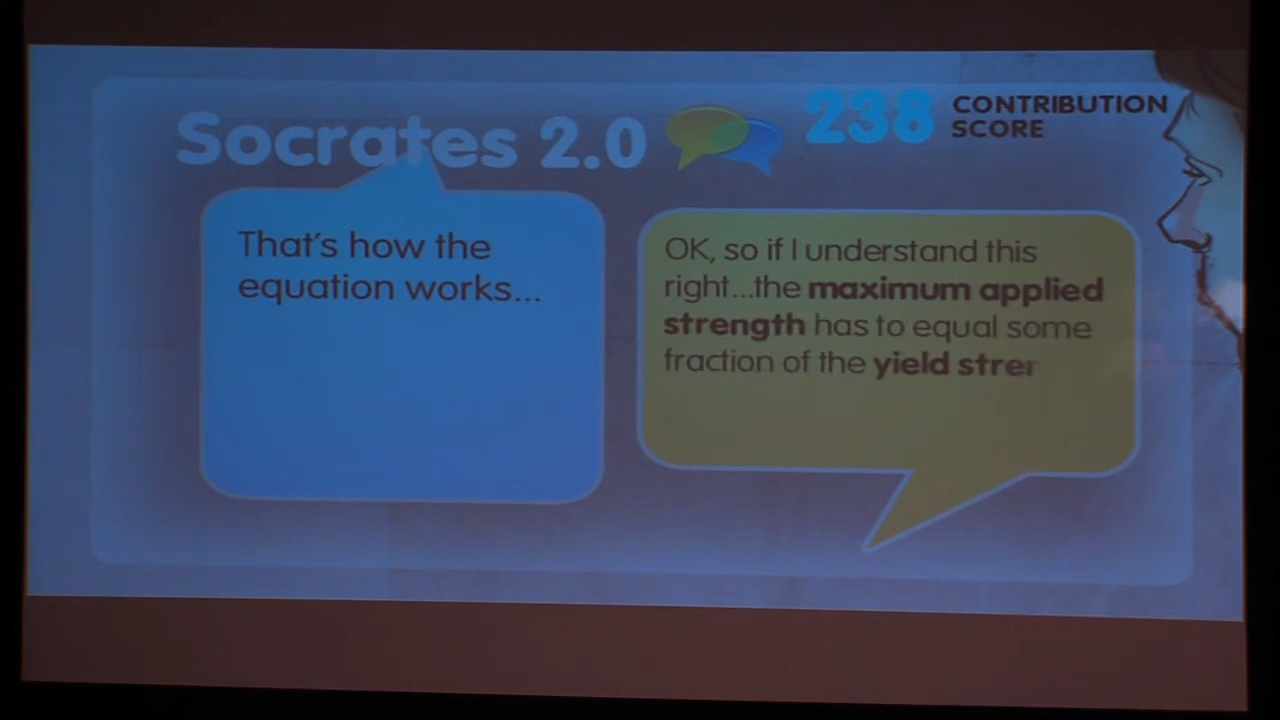 Socrates 2.0
238 CONTRIBUTION
SCORE
That's how the
equation works...
OK, so if I understand this
right...the maximum applied
strength has to equal some
fraction of the yield stren